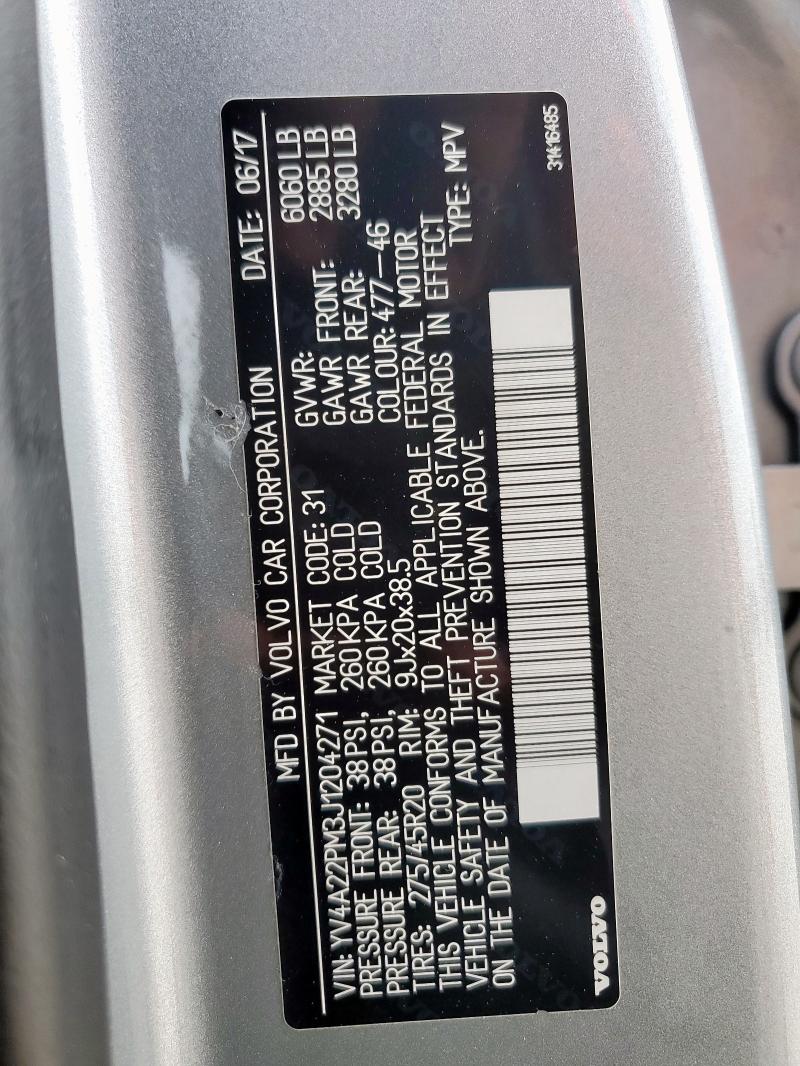 MFD BY VOLVO CAR CORPORATION DATE: 06/17
VIN: YV4A22PM3J1204271 MARKET CODE: 31 GVWR: 6060 LB
PRESSURE FRONT: 38 PSI, 260 KPA COLD GAWR FRONT: 2885 LB
PRESSURE REAR: 38 PSI, 260 KPA COLD GAWR REAR: 3280 LB
TIRES: 275/45R20 RIM: 9Jx20x38.5 COLOUR: 477--46
THIS VEHICLE CONFORMS TO ALL APPLICABLE FEDERAL MOTOR
VEHICLE SAFETY AND THEFT PREVENTION STANDARDS IN EFFECT
ON THE DATE OF MANUFACTURE SHOWN ABOVE. TYPE: MPV
VOLVO 31416485